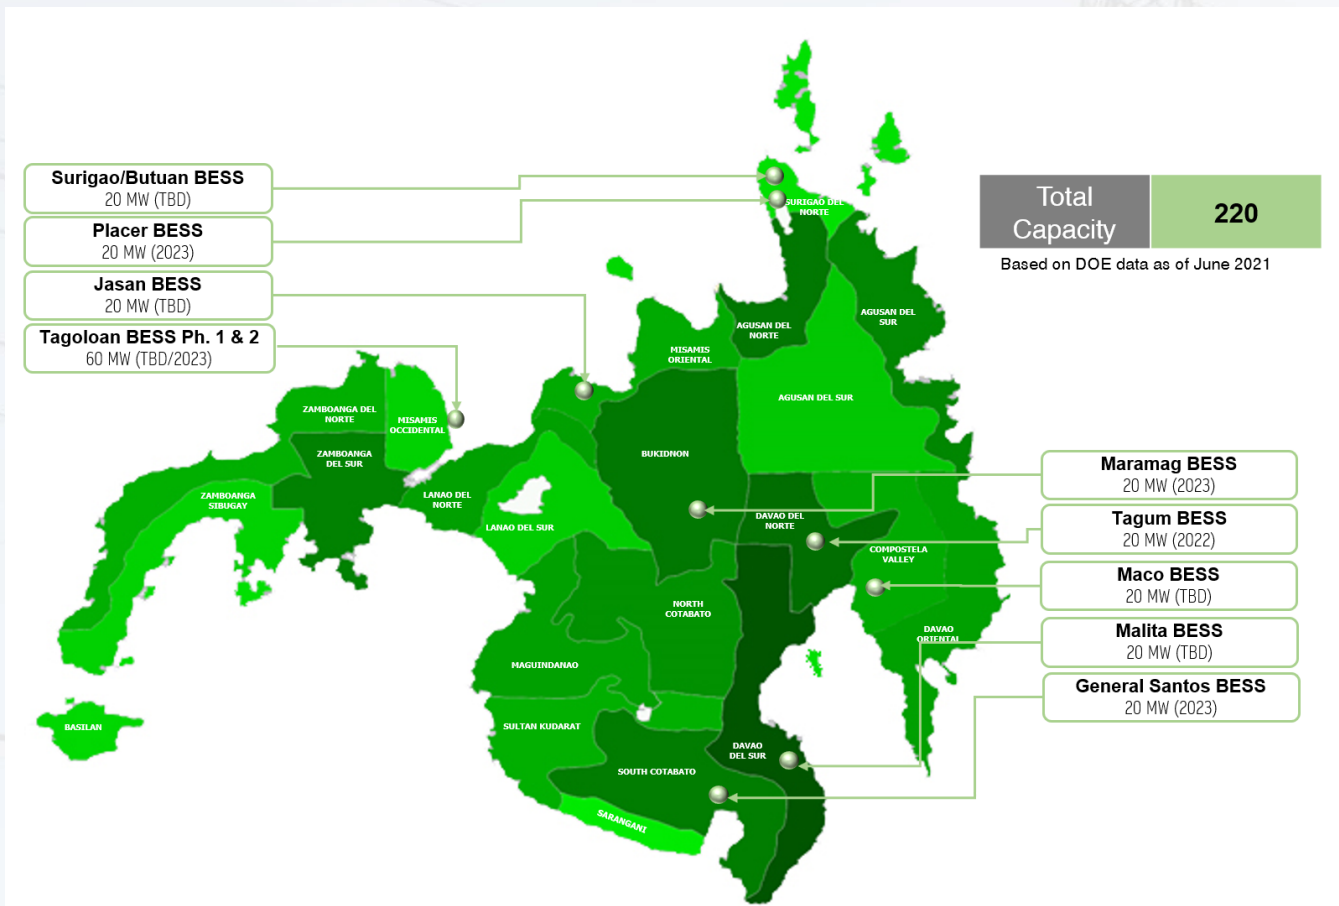 Surigao/Butuan BESS
20 MW (TBD)
Placer BESS
20 MW (2023)
Jasan BESS
20 MW (TBD)
Tagoloan BESS Ph. 1 & 2
60 MW (TBD/2023)
Total
Capacity
220
Based on DOE data as of June 2021
SURIGAO DEL
NORTE
AGUSAN DEL
SUR
AGUSAN DEL
NORTE
MISAMIS
ORIENTAL
AGUSAN DEL SUR
ZAMBOANGA DEL
NORTE
MISAMIS
OCCIDENTAL
ZAMBOANGA
DEL SUR
BUKIDNON
ZAMBOANGA
SIBUGAY
LANAO DEL
NORTE
LANAO DEL SUR
DAVAO DEL
NORTE
COMPOSTELA
VALLEY
NORTH
COTABATO
DAVAO
ORIENTAL
MAGUINDANAO
BASILAN
SULTAN KUDARAT
DAVAO
DEL SUR
SOUTH COTABATO
SARANGANI
Maramag BESS
20 MW (2023)
Tagum BESS
20 MW (2022)
Maco BESS
20 MW (TBD)
Malita BESS
20 MW (TBD)
General Santos BESS
20 MW (2023)